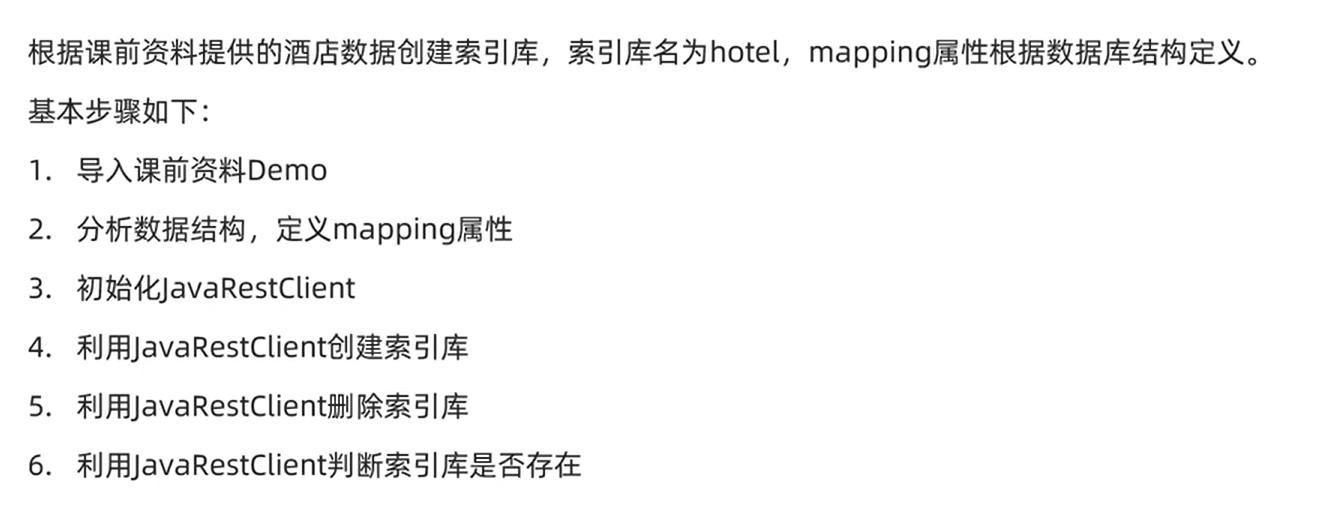 根据课前资料提供的酒店数据创建索引库，索引库名为hotel，mapping属性根据数据库结构定义。
基本步骤如下：
1. 导入课前资料Demo
2. 分析数据结构，定义mapping属性
3. 初始化JavaRestClient
4. 利用JavaRestClient创建索引库
5. 利用JavaRestClient删除索引库
6. 利用JavaRestClient判断索引库是否存在